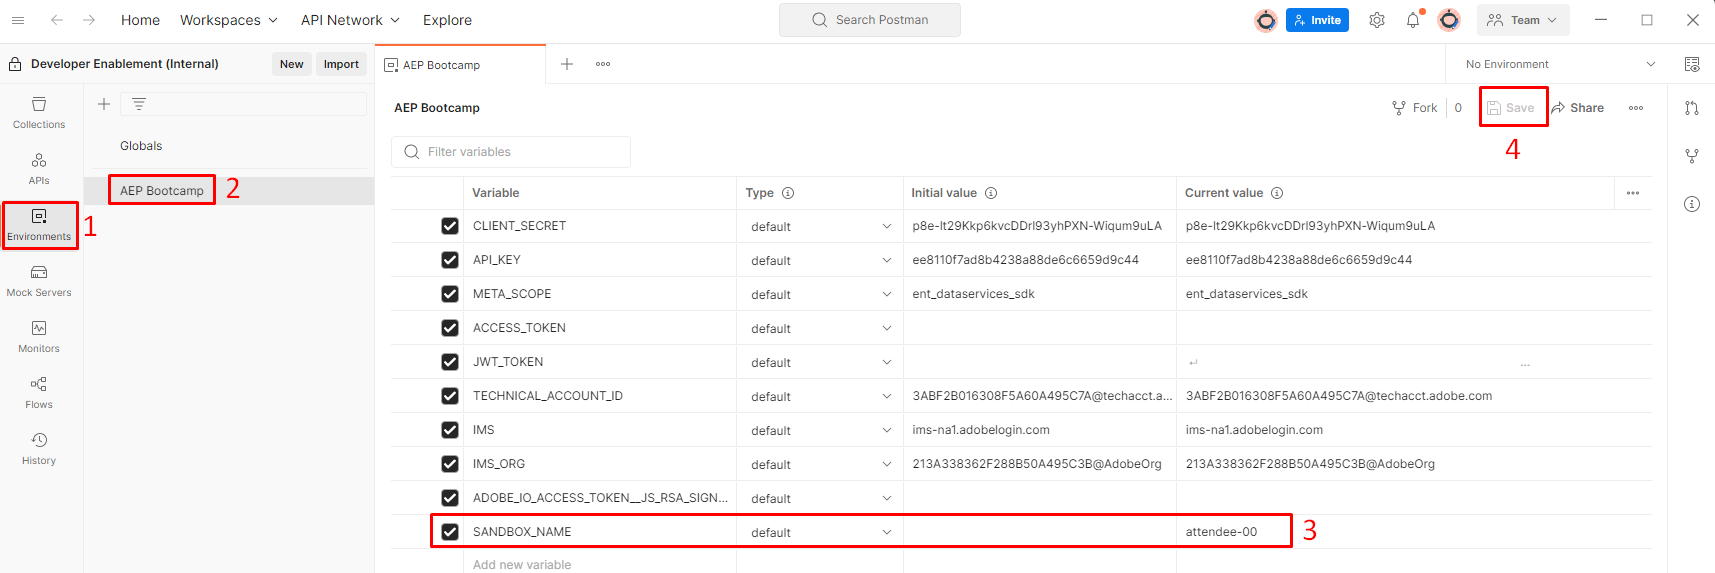 Home Workspaces API Network Explore Search Postman Invite Team
Developer Enablement (Internal) New Import AEP Bootcamp No Environment
Collections
APIs
Environments
1
Mock Servers
Monitors
Flows
History
Globals
AEP Bootcamp
2
AEP Bootcamp Fork 0 Save Share
4
Filter variables
Variable Type Initial value Current value
CLIENT_SECRET default p8e-lt29Kkp6kvcDDrl93yhPXN-Wiqum9uLA p8e-lt29Kkp6kvcDDrl93yhPXN-Wiqum9uLA
API_KEY default ee8110f7ad8b4238a88de6c6659d9c44 ee8110f7ad8b4238a88de6c6659d9c44
META_SCOPE default ent_dataservices_sdk ent_dataservices_sdk
ACCESS_TOKEN default
JWT_TOKEN default ↵ ...
TECHNICAL_ACCOUNT_ID default 3ABF2B016308F5A60A495C7A@techacct.a... 3ABF2B016308F5A60A495C7A@techacct.adobe.com
IMS default ims-na1.adobelogin.com ims-na1.adobelogin.com
IMS_ORG default 213A338362F288B50A495C3B@AdobeOrg 213A338362F288B50A495C3B@AdobeOrg
ADOBE_IO_ACCESS_TOKEN__JS_RSA_SIGN... default
SANDBOX_NAME default attendee-00
3
Add new variable